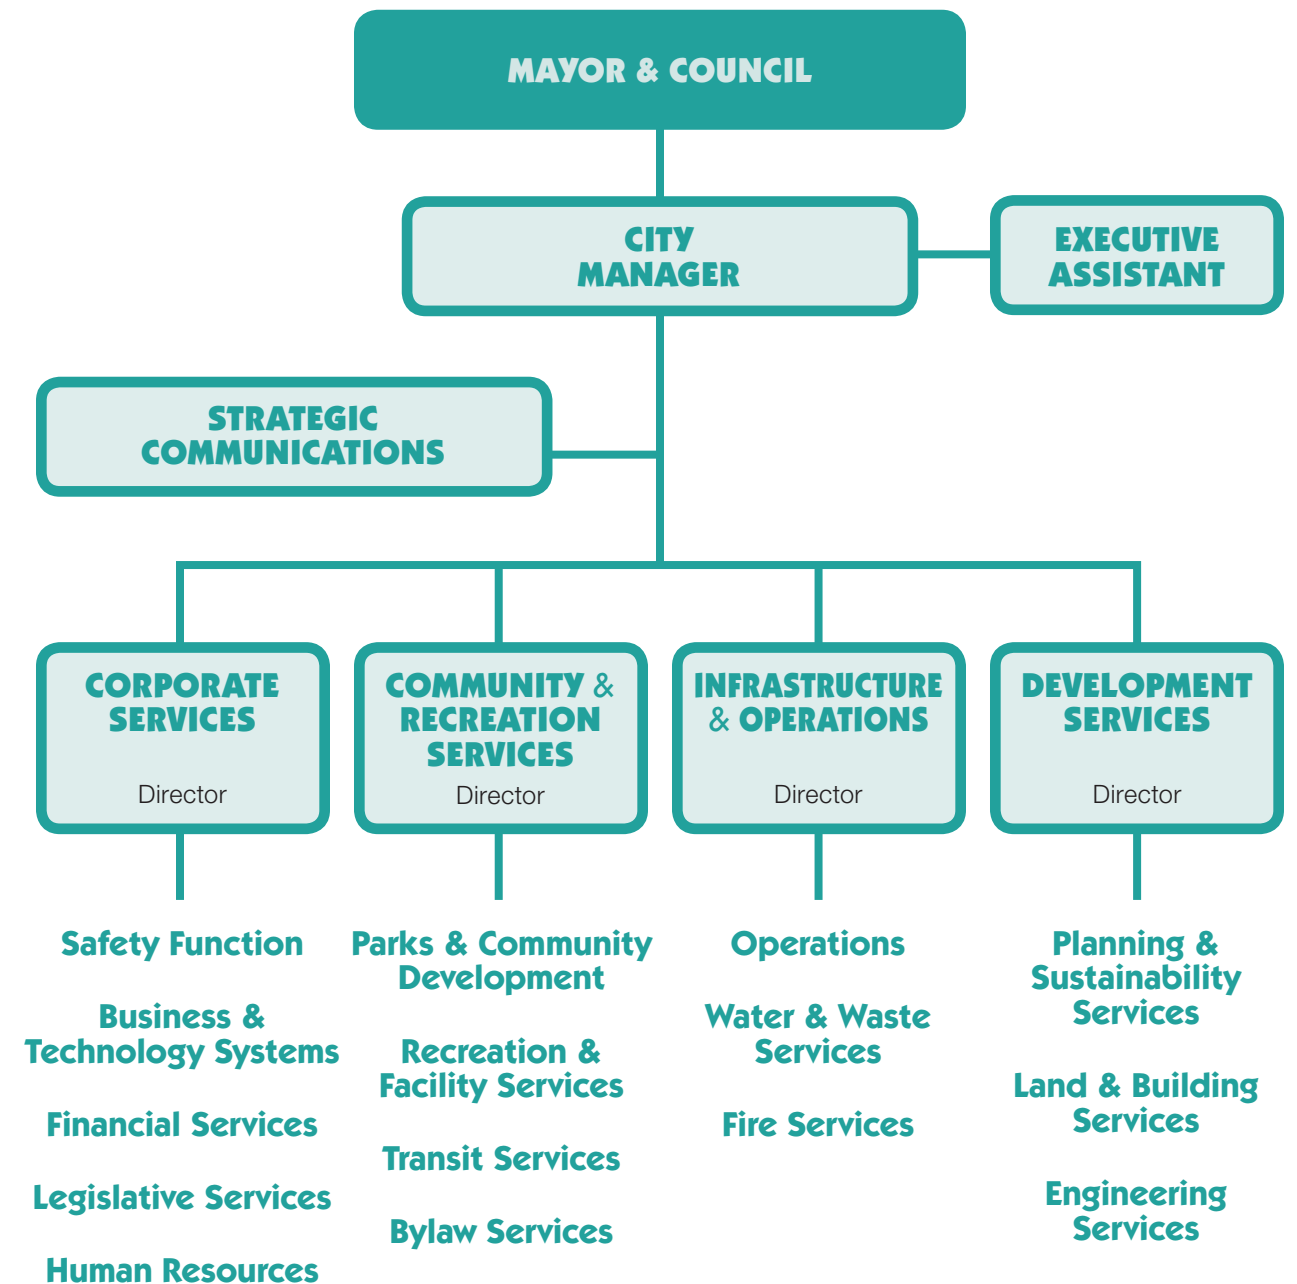 MAYOR & COUNCIL
CITY
MANAGER
EXECUTIVE
ASSISTANT
STRATEGIC
COMMUNICATIONS
CORPORATE
SERVICES
Director
COMMUNITY &
RECREATION
SERVICES
Director
INFRASTRUCTURE
& OPERATIONS
Director
DEVELOPMENT
SERVICES
Director
Safety Function
Business &
Technology Systems
Financial Services
Legislative Services
Human Resources
Parks & Community
Development
Recreation &
Facility Services
Transit Services
Bylaw Services
Operations
Water & Waste
Services
Fire Services
Planning &
Sustainability
Services
Land & Building
Services
Engineering
Services